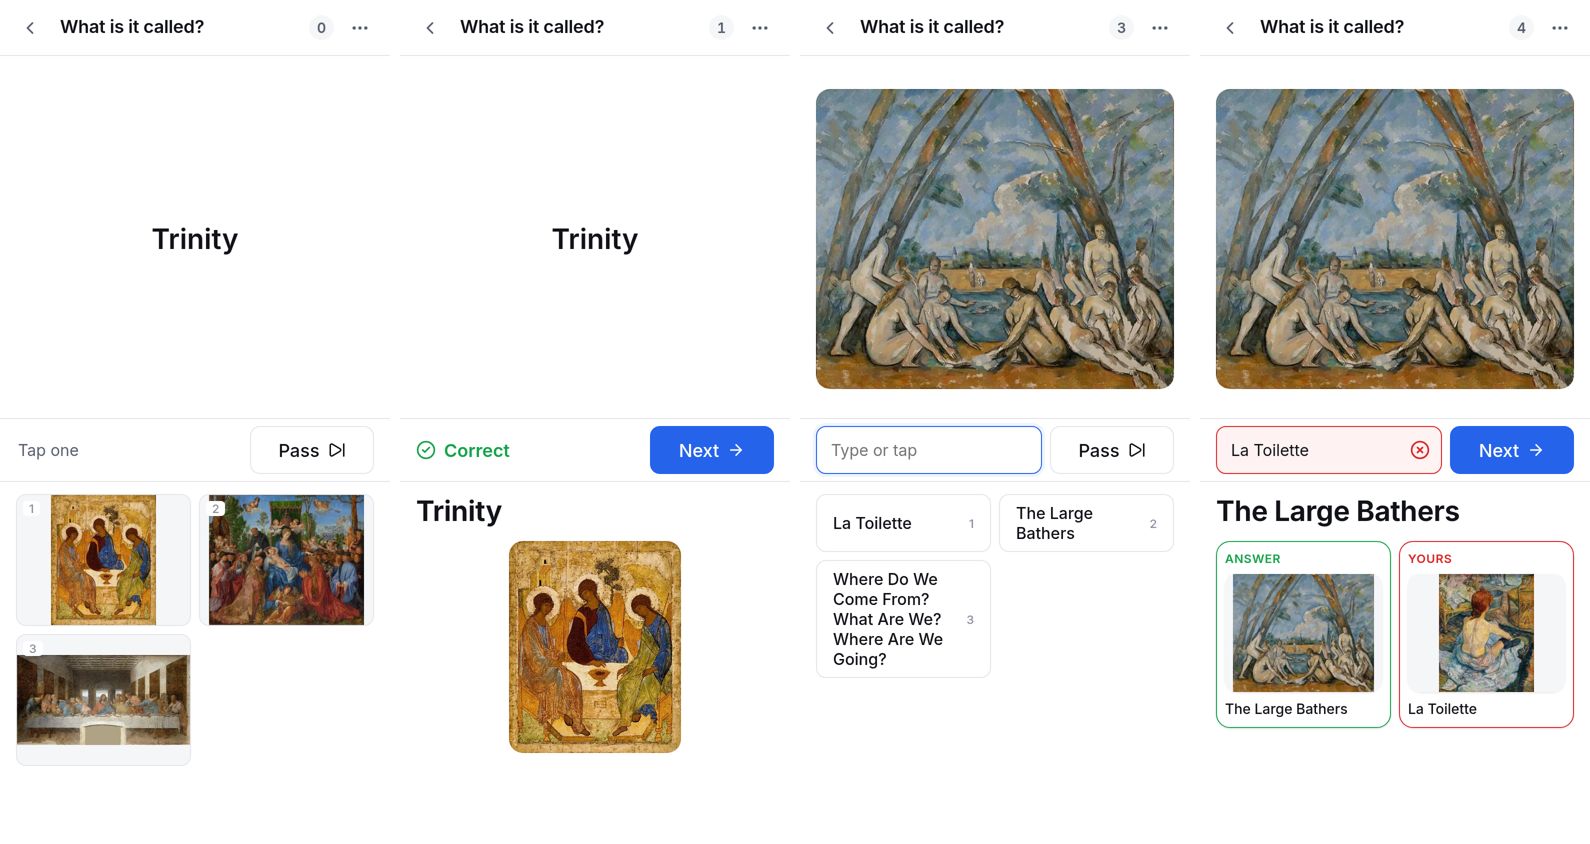 What is it called?
0
Trinity
Tap one
Pass
1
2
3
What is it called?
1
Trinity
Correct
Next
Trinity
What is it called?
3
Type or tap
Pass
La Toilette
1
The Large
Bathers
2
Where Do We
Come From?
What Are We?
Where Are We
Going?
3
What is it called?
4
La Toilette
Next
The Large Bathers
ANSWER
The Large Bathers
YOURS
La Toilette